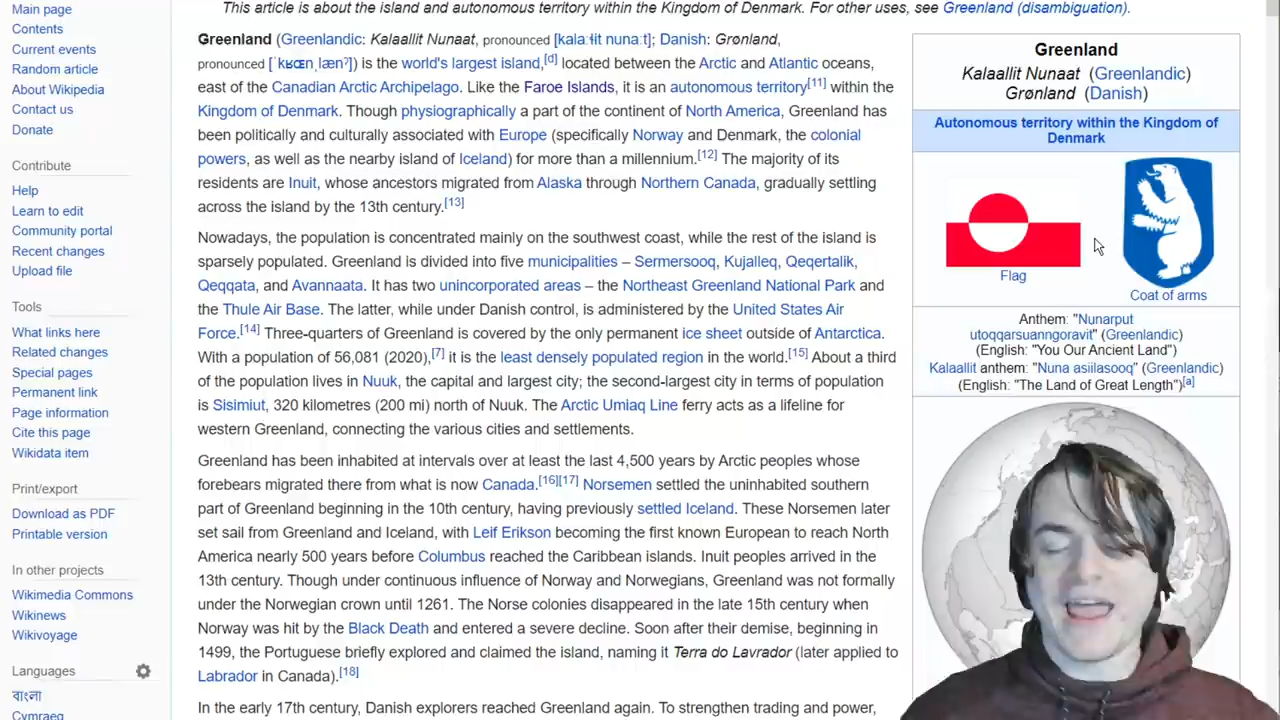 Main page
Contents
Current events
Random article
About Wikipedia
Contact us
Donate
Contribute
Help
Learn to edit
Community portal
Recent changes
Upload file
Tools
What links here
Related changes
Special pages
Permanent link
Page information
Cite this page
Wikidata item
Print/export
Download as PDF
Printable version
In other projects
Wikimedia Commons
Wikinews
Wikivoyage
Languages
বাংলা
Cymraeg
This article is about the island and autonomous territory within the Kingdom of Denmark. For other uses, see Greenland (disambiguation).
Greenland (Greenlandic: Kalaallit Nunaat, pronounced [kalaːɬit nunaːt]; Danish: Grønland,
pronounced [ˈkʁɶnˌlænˀ]) is the world's largest island,[d] located between the Arctic and Atlantic oceans,
east of the Canadian Arctic Archipelago. Like the Faroe Islands, it is an autonomous territory[11] within the
Kingdom of Denmark. Though physiographically a part of the continent of North America, Greenland has
been politically and culturally associated with Europe (specifically Norway and Denmark, the colonial
powers, as well as the nearby island of Iceland) for more than a millennium.[12] The majority of its
residents are Inuit, whose ancestors migrated from Alaska through Northern Canada, gradually settling
across the island by the 13th century.[13]
Nowadays, the population is concentrated mainly on the southwest coast, while the rest of the island is
sparsely populated. Greenland is divided into five municipalities – Sermersooq, Kujalleq, Qeqertalik,
Qeqqata, and Avannaata. It has two unincorporated areas – the Northeast Greenland National Park and
the Thule Air Base. The latter, while under Danish control, is administered by the United States Air
Force.[14] Three-quarters of Greenland is covered by the only permanent ice sheet outside of Antarctica.
With a population of 56,081 (2020),[7] it is the least densely populated region in the world.[15] About a third
of the population lives in Nuuk, the capital and largest city; the second-largest city in terms of population
is Sisimiut, 320 kilometres (200 mi) north of Nuuk. The Arctic Umiaq Line ferry acts as a lifeline for
western Greenland, connecting the various cities and settlements.
Greenland has been inhabited at intervals over at least the last 4,500 years by Arctic peoples whose
forebears migrated there from what is now Canada.[16][17] Norsemen settled the uninhabited southern
part of Greenland beginning in the 10th century, having previously settled Iceland. These Norsemen later
set sail from Greenland and Iceland, with Leif Erikson becoming the first known European to reach North
America nearly 500 years before Columbus reached the Caribbean islands. Inuit peoples arrived in the
13th century. Though under continuous influence of Norway and Norwegians, Greenland was not formally
under the Norwegian crown until 1261. The Norse colonies disappeared in the late 15th century when
Norway was hit by the Black Death and entered a severe decline. Soon after their demise, beginning in
1499, the Portuguese briefly explored and claimed the island, naming it Terra do Lavrador (later applied to
Labrador in Canada).[18]
In the early 17th century, Danish explorers reached Greenland again. To strengthen trading and power,
Greenland
Kalaallit Nunaat (Greenlandic)
Grønland (Danish)
Autonomous territory within the Kingdom of
Denmark
Flag
Coat of arms
Anthem: "Nunarput
utoqqarsuanngoravit" (Greenlandic)
(English: "You Our Ancient Land")
Kalaallit anthem: "Nuna asiilasooq" (Greenlandic)
(English: "The Land of Great Length")[a]